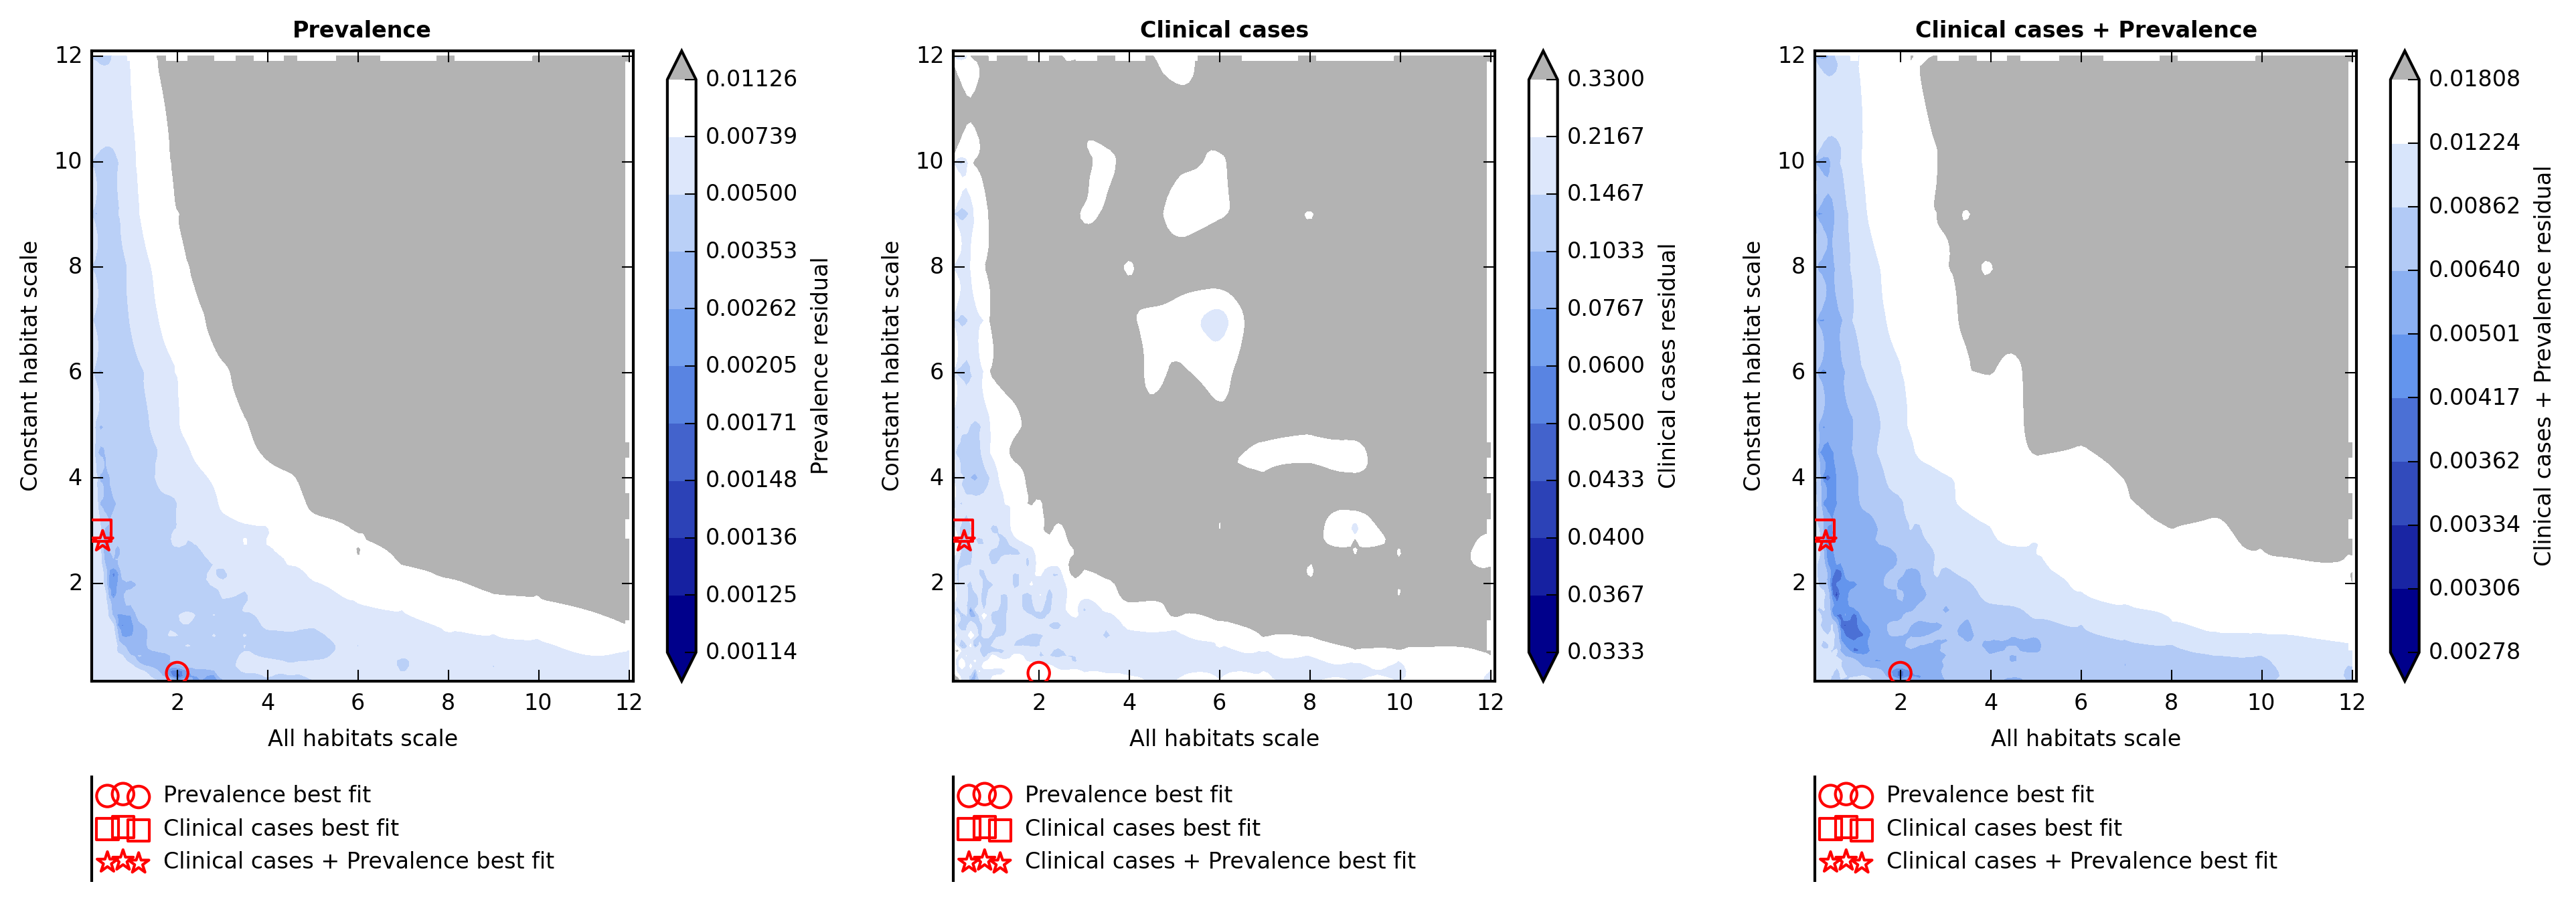 Prevalence
12
10
8
6
4
2
2 4 6 8 10 12
Constant habitat scale
All habitats scale
0.01126
0.00739
0.00500
0.00353
0.00262
0.00205
0.00171
0.00148
0.00136
0.00125
0.00114
Prevalence residual
Prevalence best fit
Clinical cases best fit
Clinical cases + Prevalence best fit
Clinical cases
12
10
8
6
4
2
2 4 6 8 10 12
Constant habitat scale
All habitats scale
0.3300
0.2167
0.1467
0.1033
0.0767
0.0600
0.0500
0.0433
0.0400
0.0367
0.0333
Clinical cases residual
Prevalence best fit
Clinical cases best fit
Clinical cases + Prevalence best fit
Clinical cases + Prevalence
12
10
8
6
4
2
2 4 6 8 10 12
Constant habitat scale
All habitats scale
0.01808
0.01224
0.00862
0.00640
0.00501
0.00417
0.00362
0.00334
0.00306
0.00278
Clinical cases + Prevalence residual
Prevalence best fit
Clinical cases best fit
Clinical cases + Prevalence best fit